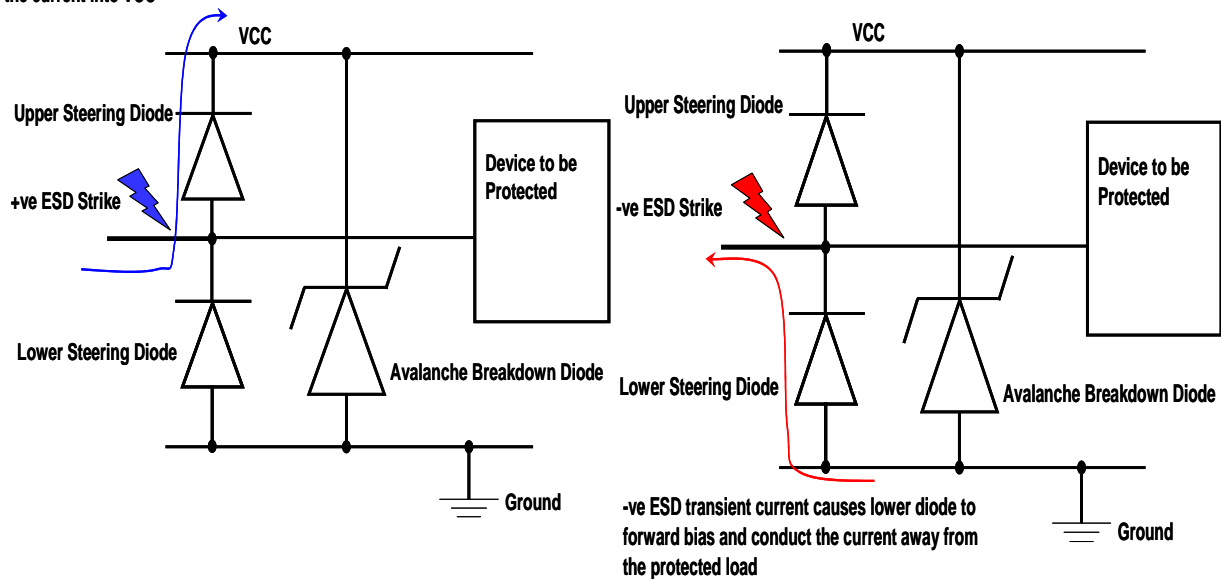 the current into VCC
VCC
Upper Steering Diode
+ve ESD Strike
Device to be
Protected
Lower Steering Diode
Avalanche Breakdown Diode
Ground
VCC
Upper Steering Diode
-ve ESD Strike
Device to be
Protected
Lower Steering Diode
Avalanche Breakdown Diode
-ve ESD transient current causes lower diode to
forward bias and conduct the current away from
the protected load
Ground